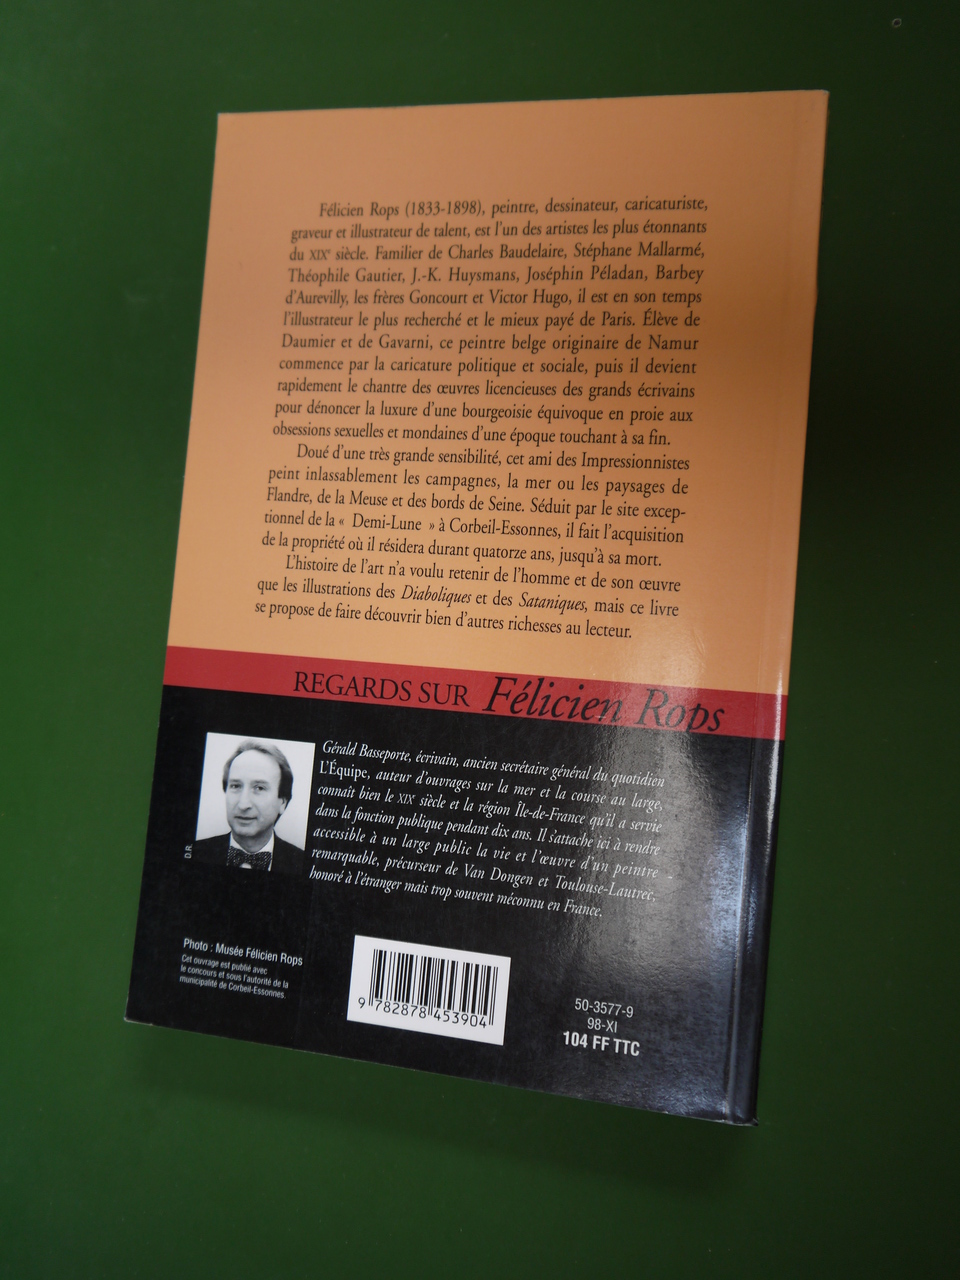 Félicien Rops (1833-1898), peintre, dessinateur, caricaturiste,
graveur et illustrateur de talent, est l'un des artistes les plus étonnants
du XIXe siècle. Familier de Charles Baudelaire, Stéphane Mallarmé,
Théophile Gautier, J.-K. Huysmans, Joséphin Péladan, Barbey
d'Aurevilly, les frères Goncourt et Victor Hugo, il est en son temps
l'illustrateur le plus recherché et le mieux payé de Paris. Élève de
Daumier et de Gavarni, ce peintre belge originaire de Namur
commence par la caricature politique et sociale, puis il devient
rapidement le chantre des œuvres licencieuses des grands écrivains
pour dénoncer la luxure d'une bourgeoisie équivoque en proie aux
obsessions sexuelles et mondaines d'une époque touchant à sa fin.
Doué d'une très grande sensibilité, cet ami des Impressionnistes
peint inlassablement les campagnes, la mer ou les paysages de
Flandre, de la Meuse et des bords de Seine. Séduit par le site excep-
tionnel de la « Demi-Lune » à Corbeil-Essonnes, il fait l'acquisition
de la propriété où il résidera durant quatorze ans, jusqu'à sa mort.
L'histoire de l'art n'a voulu retenir de l'homme et de son œuvre
que les illustrations des Diaboliques et des Sataniques, mais ce livre
se propose de faire découvrir bien d'autres richesses au lecteur.
REGARDS SUR Félicien Rops
Gérald Basseporte, écrivain, ancien secrétaire général du quotidien
L'Équipe, auteur d'ouvrages sur la mer et la course au large,
connaît bien le XIX siècle et la région Île-de-France qu'il a servie
dans la fonction publique pendant dix ans. Il s'attache ici à rendre
accessible à un large public la vie et l'œuvre d'un peintre -
remarquable, précurseur de Van Dongen et Toulouse-Lautrec,
honoré à l'étranger mais trop souvent méconnu en France.
D.R.
Photo : Musée Félicien Rops
Cet ouvrage est publié avec
le concours et sous l'autorité de la
municipalité de Corbeil-Essonnes.
9 782878 453904
50-3577-9
98-XI
104 FF TTC